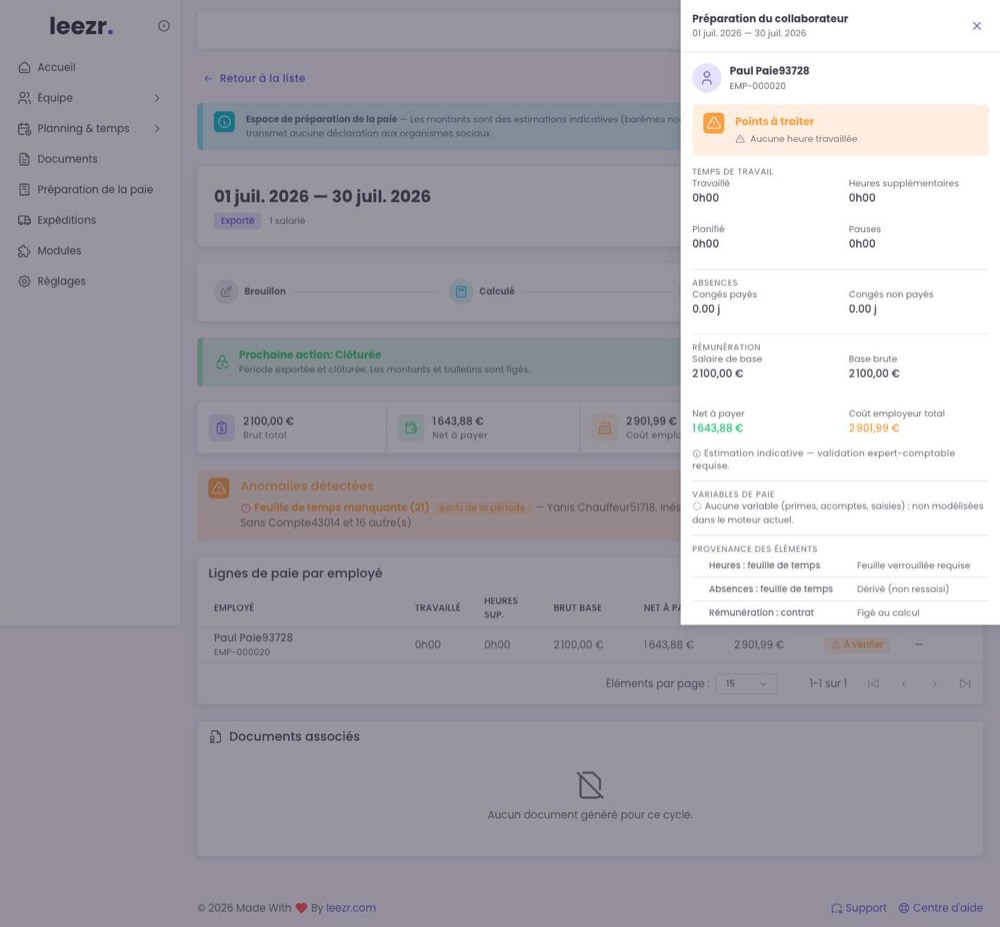 leezr.
Accueil
Équipe
Planning & temps
Documents
Préparation de la paie
Expéditions
Modules
Réglages
← Retour à la liste
Espace de préparation de la paie — Les montants sont des estimations indicatives (barèmes
transmet aucune déclaration aux organismes sociaux.
01 juil. 2026 — 30 juil. 2026
Exporté 1 salarié
Brouillon
Calculé
Prochaine action: Clôturée
Période exportée et clôturée. Les montants et bulletins sont figés.
2 100,00 €
Brut total
1 643,88 €
Net à payer
2 901,99 €
Coût
Anomalies détectées
Feuille de temps manquante (21) exclu de la période — Yanis Chauffeur51718,
Sans Compte43014 et 16 autre(s)
Lignes de paie par employé
EMPLOYÉ TRAVAILLÉ HEURES SUP. BRUT BASE NET À
Paul Paie93728
EMP-000020
0h00 0h00 2 100,00 € 1 643,88 € 2 901,99 € À vérifier —
Éléments par page : 15 1-1 sur 1
Documents associés
Aucun document généré pour ce cycle.
© 2026 Made With ❤ By leezr.com
Support Centre d'aide
Préparation du collaborateur
01 juil. 2026 — 30 juil. 2026
Paul Paie93728
EMP-000020
Points à traiter
Aucune heure travaillée
TEMPS DE TRAVAIL
Travaillé Heures supplémentaires
0h00 0h00
Planifié Pauses
0h00 0h00
ABSENCES
Congés payés Congés non payés
0.00 j 0.00 j
RÉMUNÉRATION
Salaire de base Base brute
2 100,00 € 2 100,00 €
Net à payer Coût employeur total
1 643,88 € 2 901,99 €
Estimation indicative — validation expert-comptable
requise.
VARIABLES DE PAIE
Aucune variable (primes, acomptes, saisies) : non modélisées
dans le moteur actuel.
PROVENANCE DES ÉLÉMENTS
Heures : feuille de temps Feuille verrouillée requise
Absences : feuille de temps Dérivé (non ressaisi)
Rémunération : contrat Figé au calcul